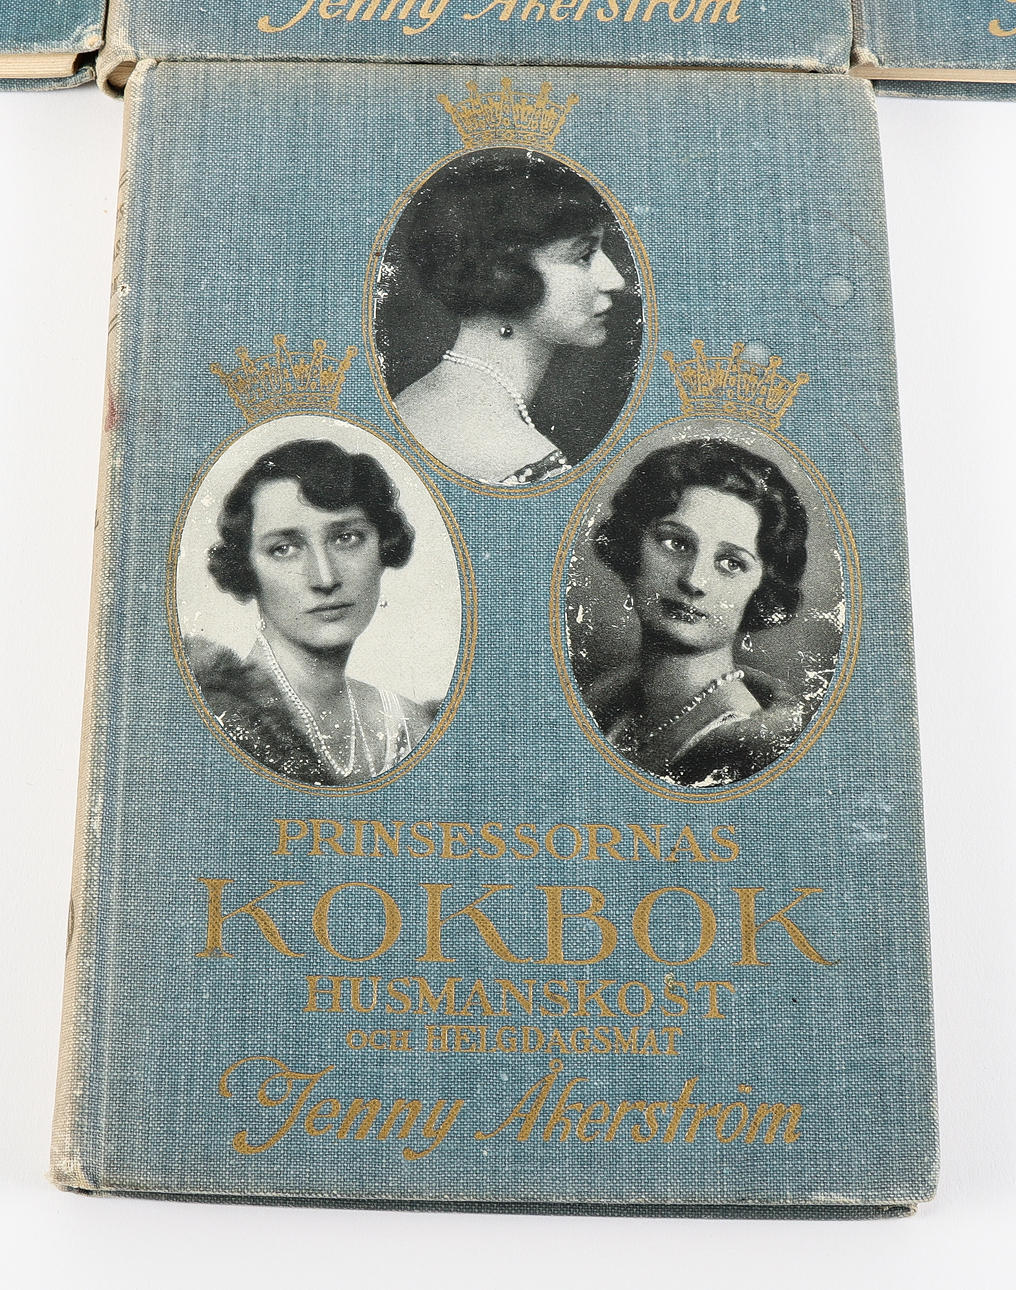 Jenny Åkerström
PRINSESSORNAS
KOKBOK
HUSMANSKOST
OCH HELGDAGSMAT
Jenny Åkerström